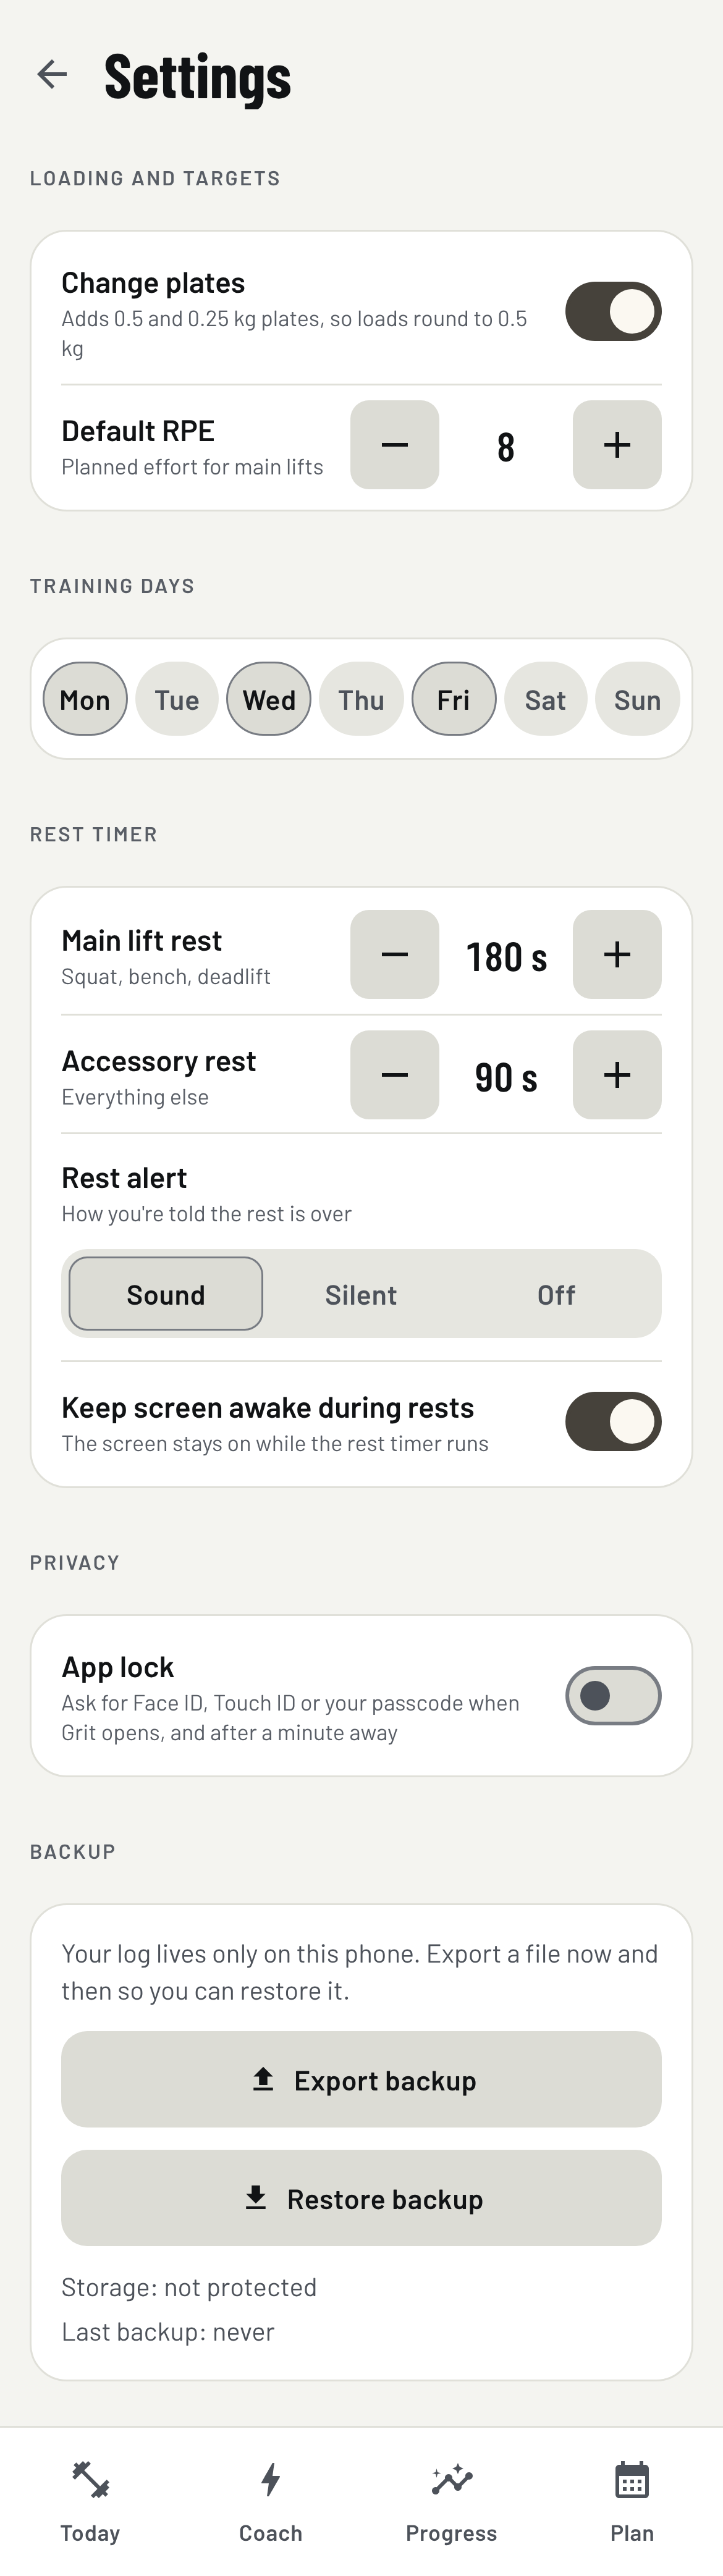 Settings
LOADING AND TARGETS
Change plates
Adds 0.5 and 0.25 kg plates, so loads round to 0.5
kg
Default RPE
Planned effort for main lifts
8
TRAINING DAYS
Mon Tue Wed Thu Fri Sat Sun
REST TIMER
Main lift rest
Squat, bench, deadlift
180 s
Accessory rest
Everything else
90 s
Rest alert
How you're told the rest is over
Sound Silent Off
Keep screen awake during rests
The screen stays on while the rest timer runs
PRIVACY
App lock
Ask for Face ID, Touch ID or your passcode when
Grit opens, and after a minute away
BACKUP
Your log lives only on this phone. Export a file now and
then so you can restore it.
Export backup
Restore backup
Storage: not protected
Last backup: never
Today Coach Progress Plan